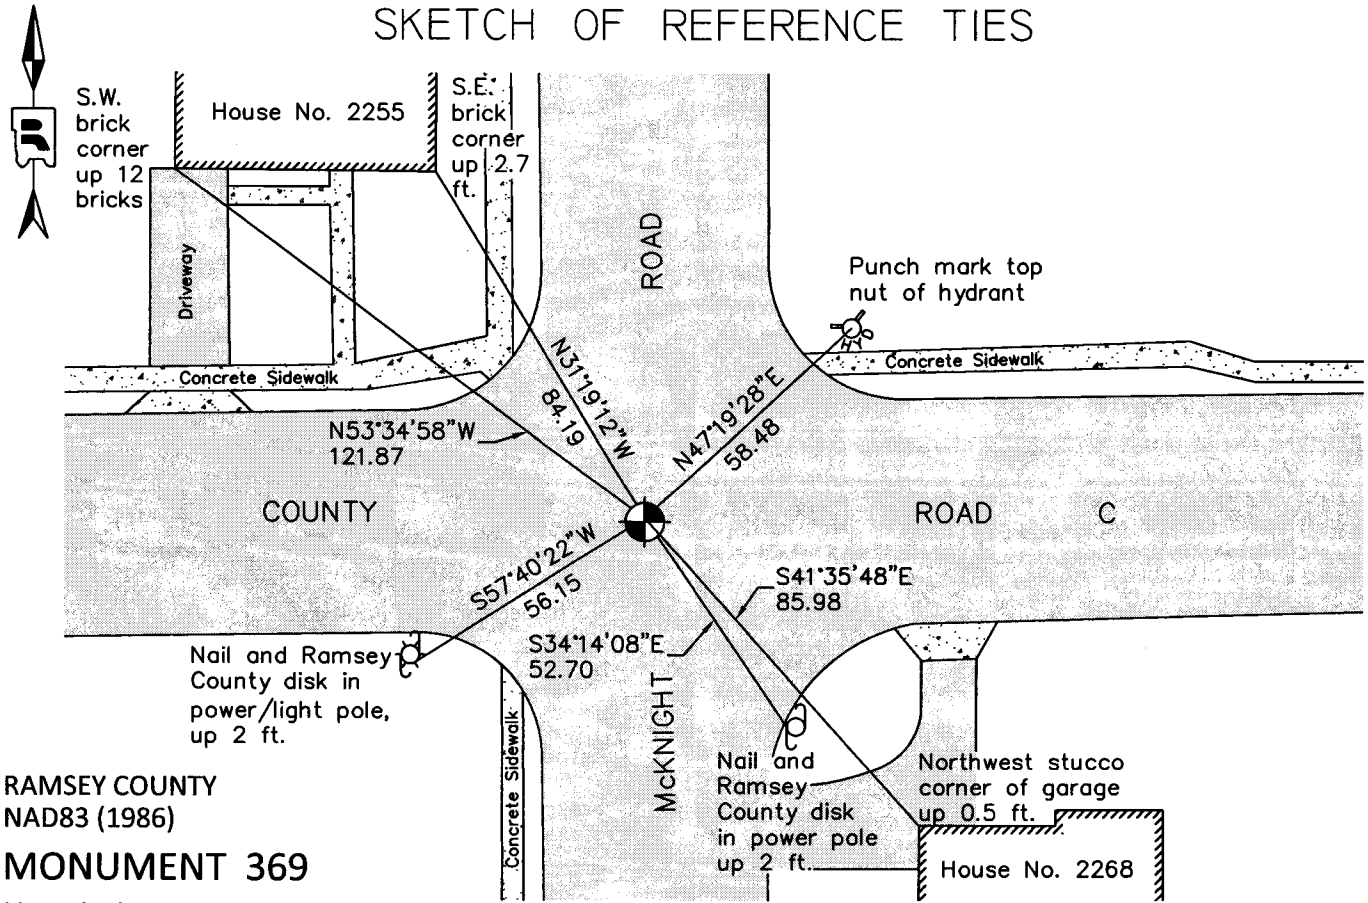 SKETCH OF REFERENCE TIES
S.W.
brick
corner
up 12
bricks
House No. 2255
S.E.
brick
corner
up 2.7
ft.
Driveway
ROAD
Punch mark top
nut of hydrant
HYD
Concrete Sidewalk
Concrete Sidewalk
N31°19'12"W
84.19
N47°19'28"E
58.48
N53°34'58"W
121.87
COUNTY
ROAD C
S57°40'22"W
56.15
S41°35'48"E
85.98
S34°14'08"E
52.70
Nail and Ramsey
County disk in
power/light pole,
up 2 ft.
McKNIGHT
Concrete Sidewalk
Nail and
Ramsey
County disk
in power pole
up 2 ft.
Northwest stucco
corner of garage
up 0.5 ft.
House No. 2268
RAMSEY COUNTY
NAD83 (1986)
MONUMENT 369